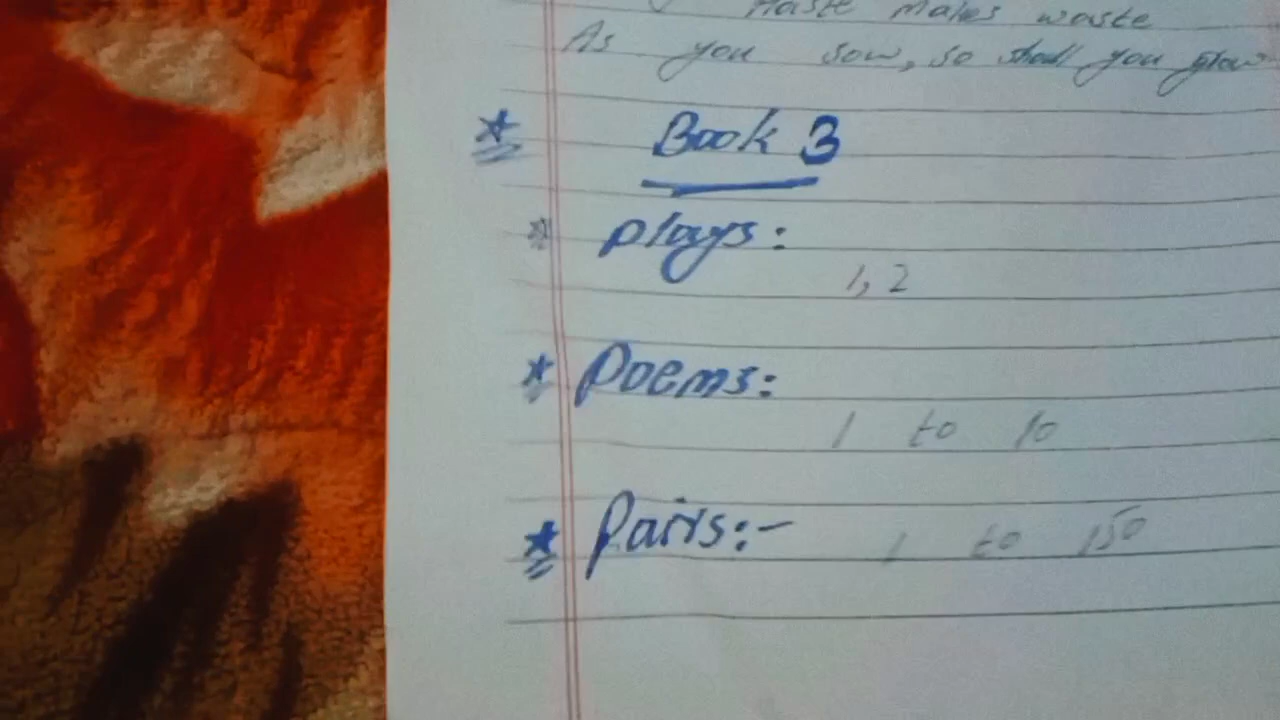 Haste makes waste
As you sow, so shall you grow
* Book 3
* Plays:
1, 2
* Poems:
1 to 10
* Pairs:-  1 to 150